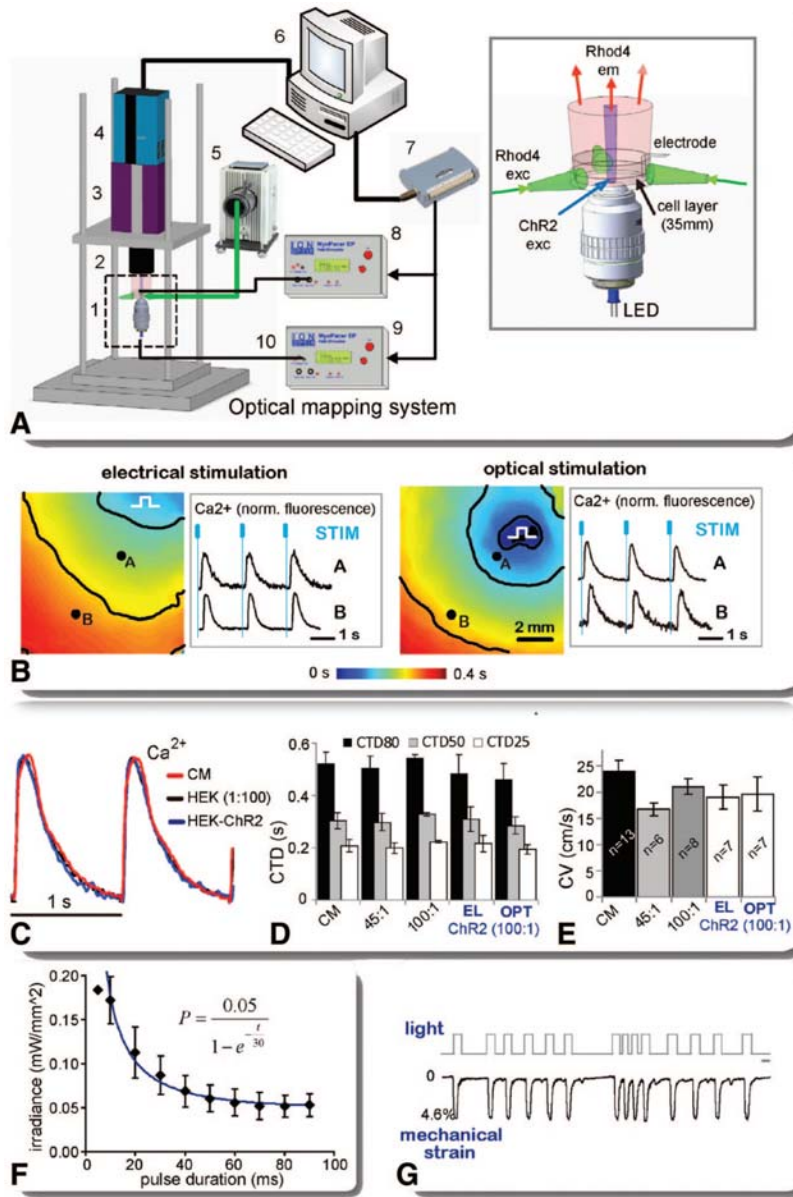 6
4
5
7
3
8
2
1
10
9
Optical mapping system
A
Rhod4
em
electrode
Rhod4
exc
ChR2
exc
cell layer
(35mm)
LED
electrical stimulation
optical stimulation
Ca2+ (norm. fluorescence)
STIM
A
B
1 s
A
B
Ca2+ (norm. fluorescence)
STIM
A
B
1 s
A
B
2 mm
0 s
0.4 s
B
Ca2+
CM
HEK (1:100)
HEK-ChR2
1 s
C
CTD80 CTD50 CTD25
0.6
0.4
0.2
0
CTD (s)
CM
45:1
100:1
EL OPT
ChR2 (100:1)
D
30
25
20
15
10
5
0
CV (cm/s)
n=13
n=6
n=8
n=7
n=7
CM
45:1
100:1
EL OPT
ChR2 (100:1)
E
0.20
0.15
0.10
0.05
0.00
irradiance (mW/mm^2)
P = 0.05 / 1 - e^-t/30
0 20 40 60 80 100
pulse duration (ms)
F
light
0
4.6%
mechanical
strain
G